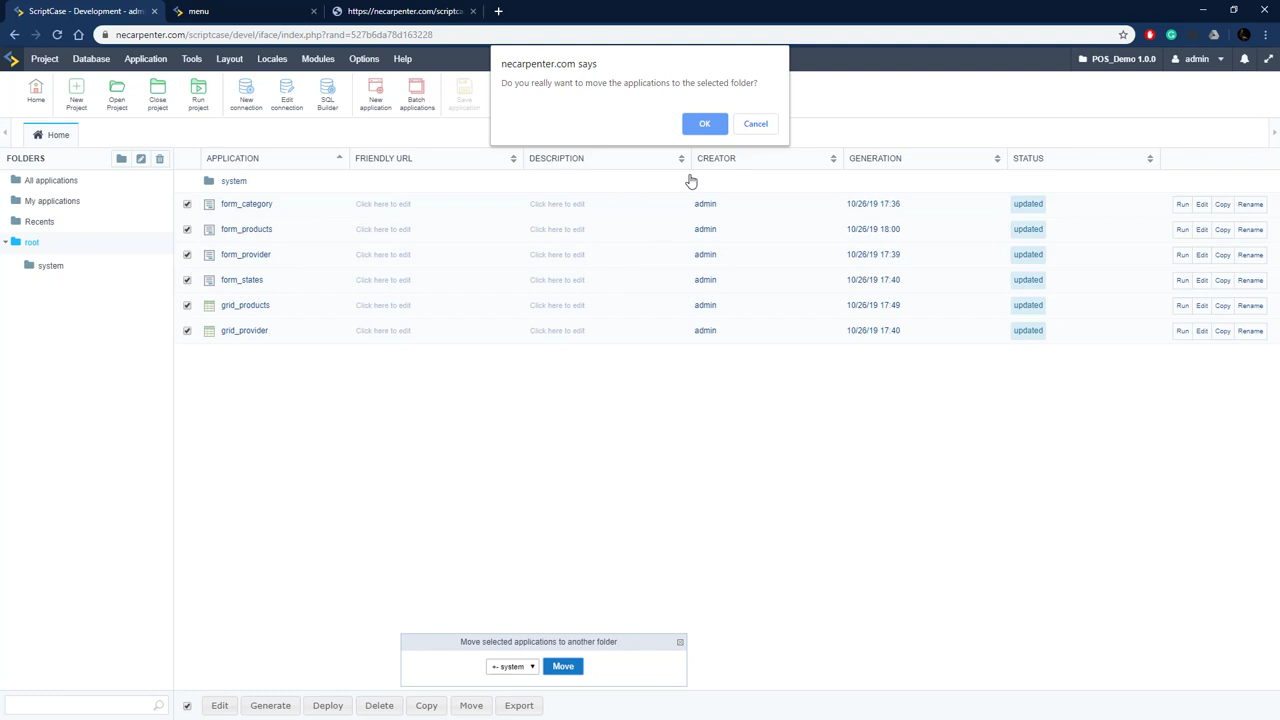 ScriptCase - Development - adm
menu
https://necarpenter.com/scriptca
necarpenter.com/scriptcase/devel/iface/index.php?rand=527b6da78d163228
Project Database Application Tools Layout Locales Modules Options Help
POS_Demo 1.0.0 admin
Home
New Project
Open Project
Close project
Run project
New connection
Edit connection
SQL Builder
New application
Batch applications
Save application
necarpenter.com says
Do you really want to move the applications to the selected folder?
OK Cancel
Home
FOLDERS
All applications
My applications
Recents
root
system
APPLICATION FRIENDLY URL DESCRIPTION CREATOR GENERATION STATUS
system
form_category Click here to edit Click here to edit admin 10/26/19 17:36 updated Run Edit Copy Rename
form_products Click here to edit Click here to edit admin 10/26/19 18:00 updated Run Edit Copy Rename
form_provider Click here to edit Click here to edit admin 10/26/19 17:39 updated Run Edit Copy Rename
form_states Click here to edit Click here to edit admin 10/26/19 17:40 updated Run Edit Copy Rename
grid_products Click here to edit Click here to edit admin 10/26/19 17:49 updated Run Edit Copy Rename
grid_provider Click here to edit Click here to edit admin 10/26/19 17:40 updated Run Edit Copy Rename
Move selected applications to another folder
+- system Move
Edit Generate Deploy Delete Copy Move Export